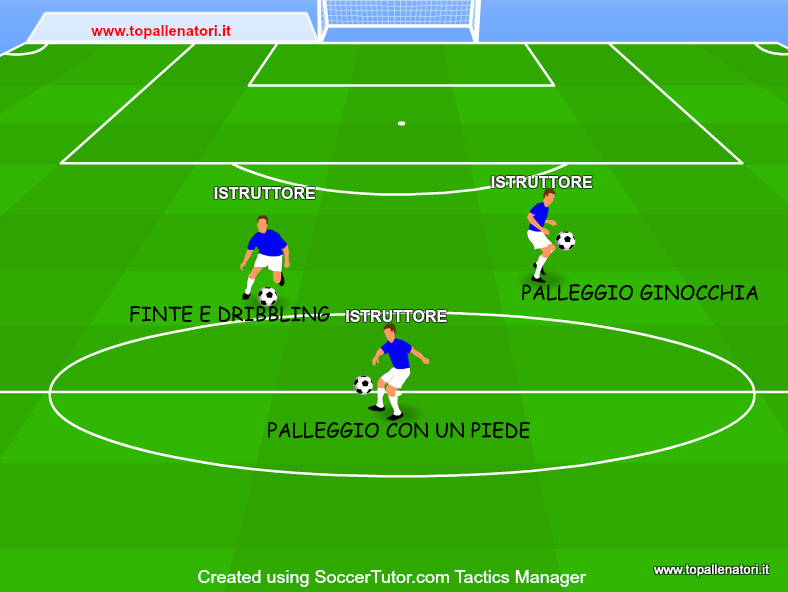 www.topallenatori.it
ISTRUTTORE
ISTRUTTORE
PALLEGGIO GINOCCHIA
FINTE E DRIBBLING
ISTRUTTORE
PALLEGGIO CON UN PIEDE
www.topallenatori.it
Created using SoccerTutor.com Tactics Manager